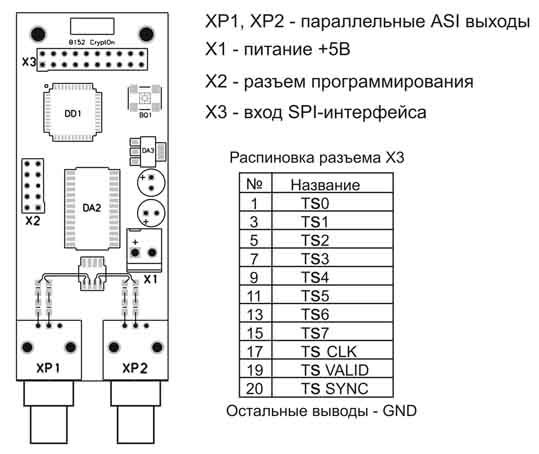 8152 CryptOn
X3
DD1
BQ1
DA3
+
X2
DA2
+
+
X1
XP1
XP2
XP1, XP2 - параллельные ASI выходы
X1 - питание +5В
X2 - разъем программирования
X3 - вход SPI-интерфейса
Распиновка разъема X3
№ Название
1 TS0
3 TS1
5 TS2
7 TS3
9 TS4
11 TS5
13 TS6
15 TS7
17 TS CLK
19 TS VALID
20 TS SYNC
Остальные выводы - GND